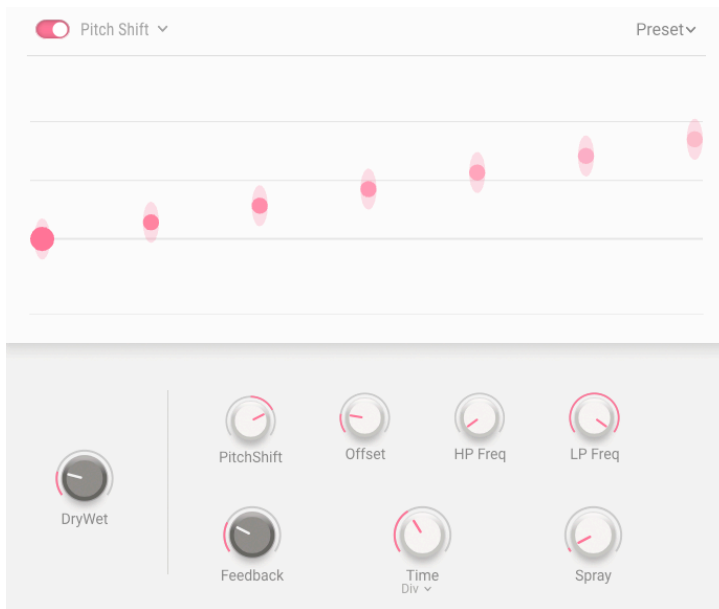 Pitch Shift
Preset
PitchShift
Offset
HP Freq
LP Freq
DryWet
Feedback
Time
Div
Spray